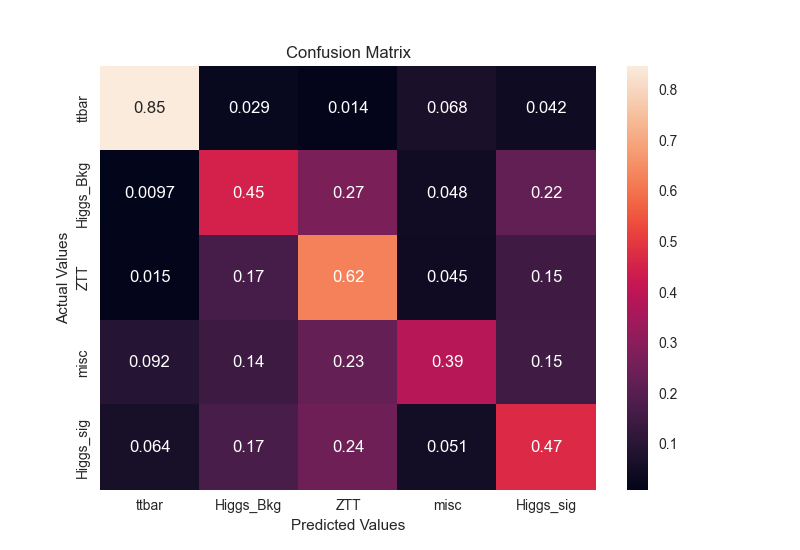 Confusion Matrix
Actual Values
ttbar 0.85 0.029 0.014 0.068 0.042
Higgs_Bkg 0.0097 0.45 0.27 0.048 0.22
ZTT 0.015 0.17 0.62 0.045 0.15
misc 0.092 0.14 0.23 0.39 0.15
Higgs_sig 0.064 0.17 0.24 0.051 0.47
ttbar Higgs_Bkg ZTT misc Higgs_sig
Predicted Values
0.8
0.7
0.6
0.5
0.4
0.3
0.2
0.1